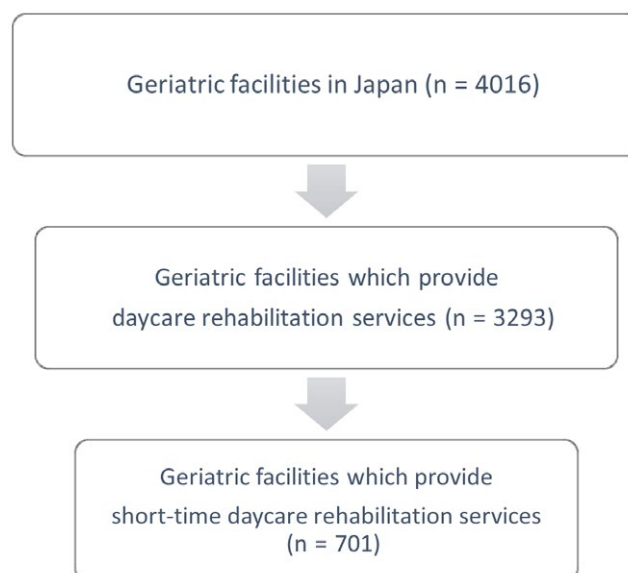 Geriatric facilities in Japan (n = 4016)
Geriatric facilities which provide
daycare rehabilitation services (n = 3293)
Geriatric facilities which provide
short-time daycare rehabilitation services
(n = 701)